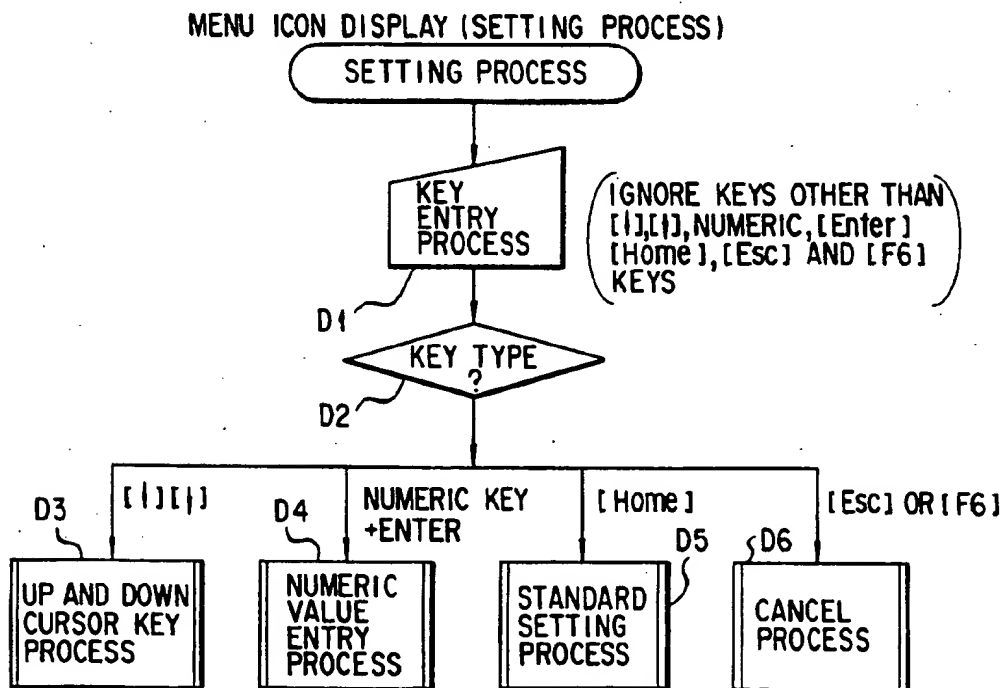 MENU ICON DISPLAY (SETTING PROCESS)
SETTING PROCESS
KEY
ENTRY
PROCESS
IGNORE KEYS OTHER THAN
[↓],[↑],NUMERIC,[Enter]
[Home],[Esc] AND [F6]
KEYS
D1
KEY TYPE
?
D2
[↓][↑]
NUMERIC KEY
+ENTER
[Home]
[Esc] OR [F6]
D3
D4
D5
D6
UP AND DOWN
CURSOR KEY
PROCESS
NUMERIC
VALUE
ENTRY
PROCESS
STANDARD
SETTING
PROCESS
CANCEL
PROCESS